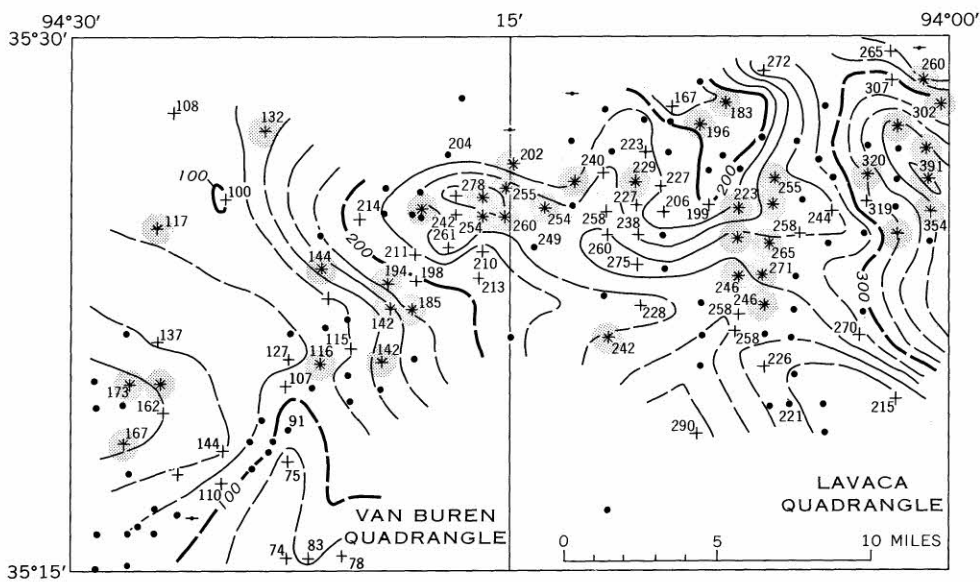 94°30' 15' 94°00'
35°30'
265 260
272
307
167 183 302
108
132 196
204 202 223
240 229 320 391
100 278 255 227 200 255
100
214 242 254 260 254 258 227 206 199 223 244 319 354
117
200 261 249 260 238 258
211 210 265
144 194 198 213 275 271
246
185 246 300
142 228 258
137 115 242 258 270
127 116 142 226
173 107
162 221 215
91 290
167
144
75
110 100
LAVACA
QUADRANGLE
VAN BUREN
QUADRANGLE
74 83 78
0 5 10 MILES
35°15'